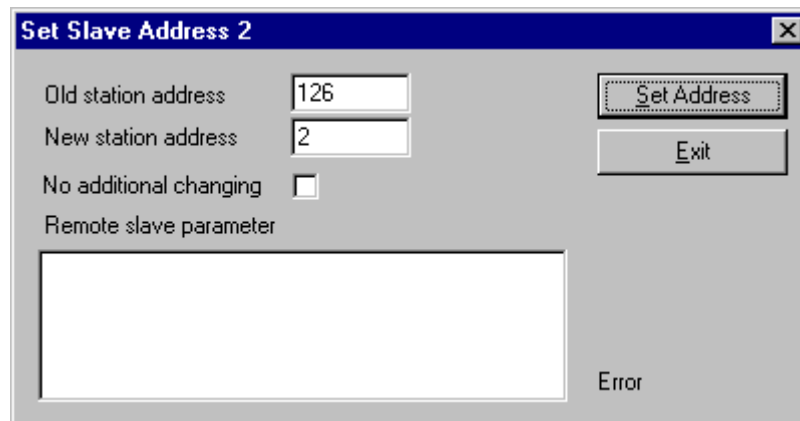 Set Slave Address 2
Old station address 126
Set Address
New station address 2
Exit
No additional changing
Remote slave parameter
Error